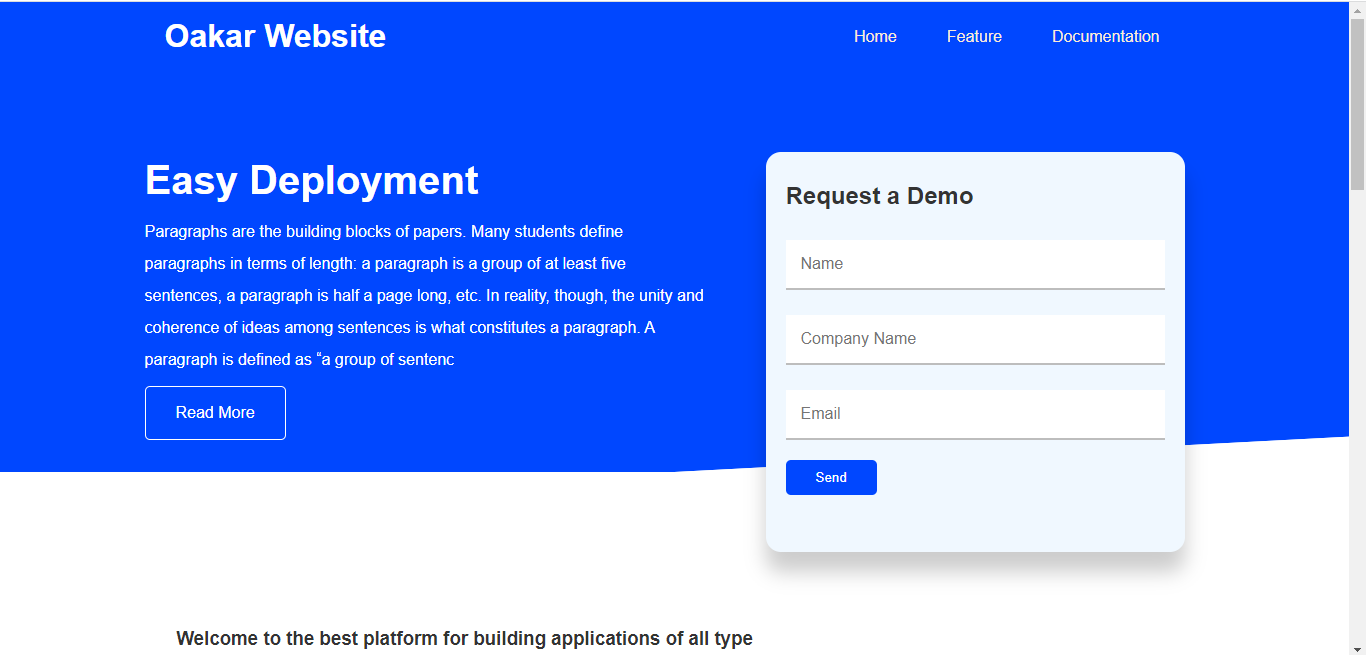 Oakar Website
Home Feature Documentation
Easy Deployment
Paragraphs are the building blocks of papers. Many students define
paragraphs in terms of length: a paragraph is a group of at least five
sentences, a paragraph is half a page long, etc. In reality, though, the unity and
coherence of ideas among sentences is what constitutes a paragraph. A
paragraph is defined as “a group of sentenc
Read More
Request a Demo
Name
Company Name
Email
Send
Welcome to the best platform for building applications of all type